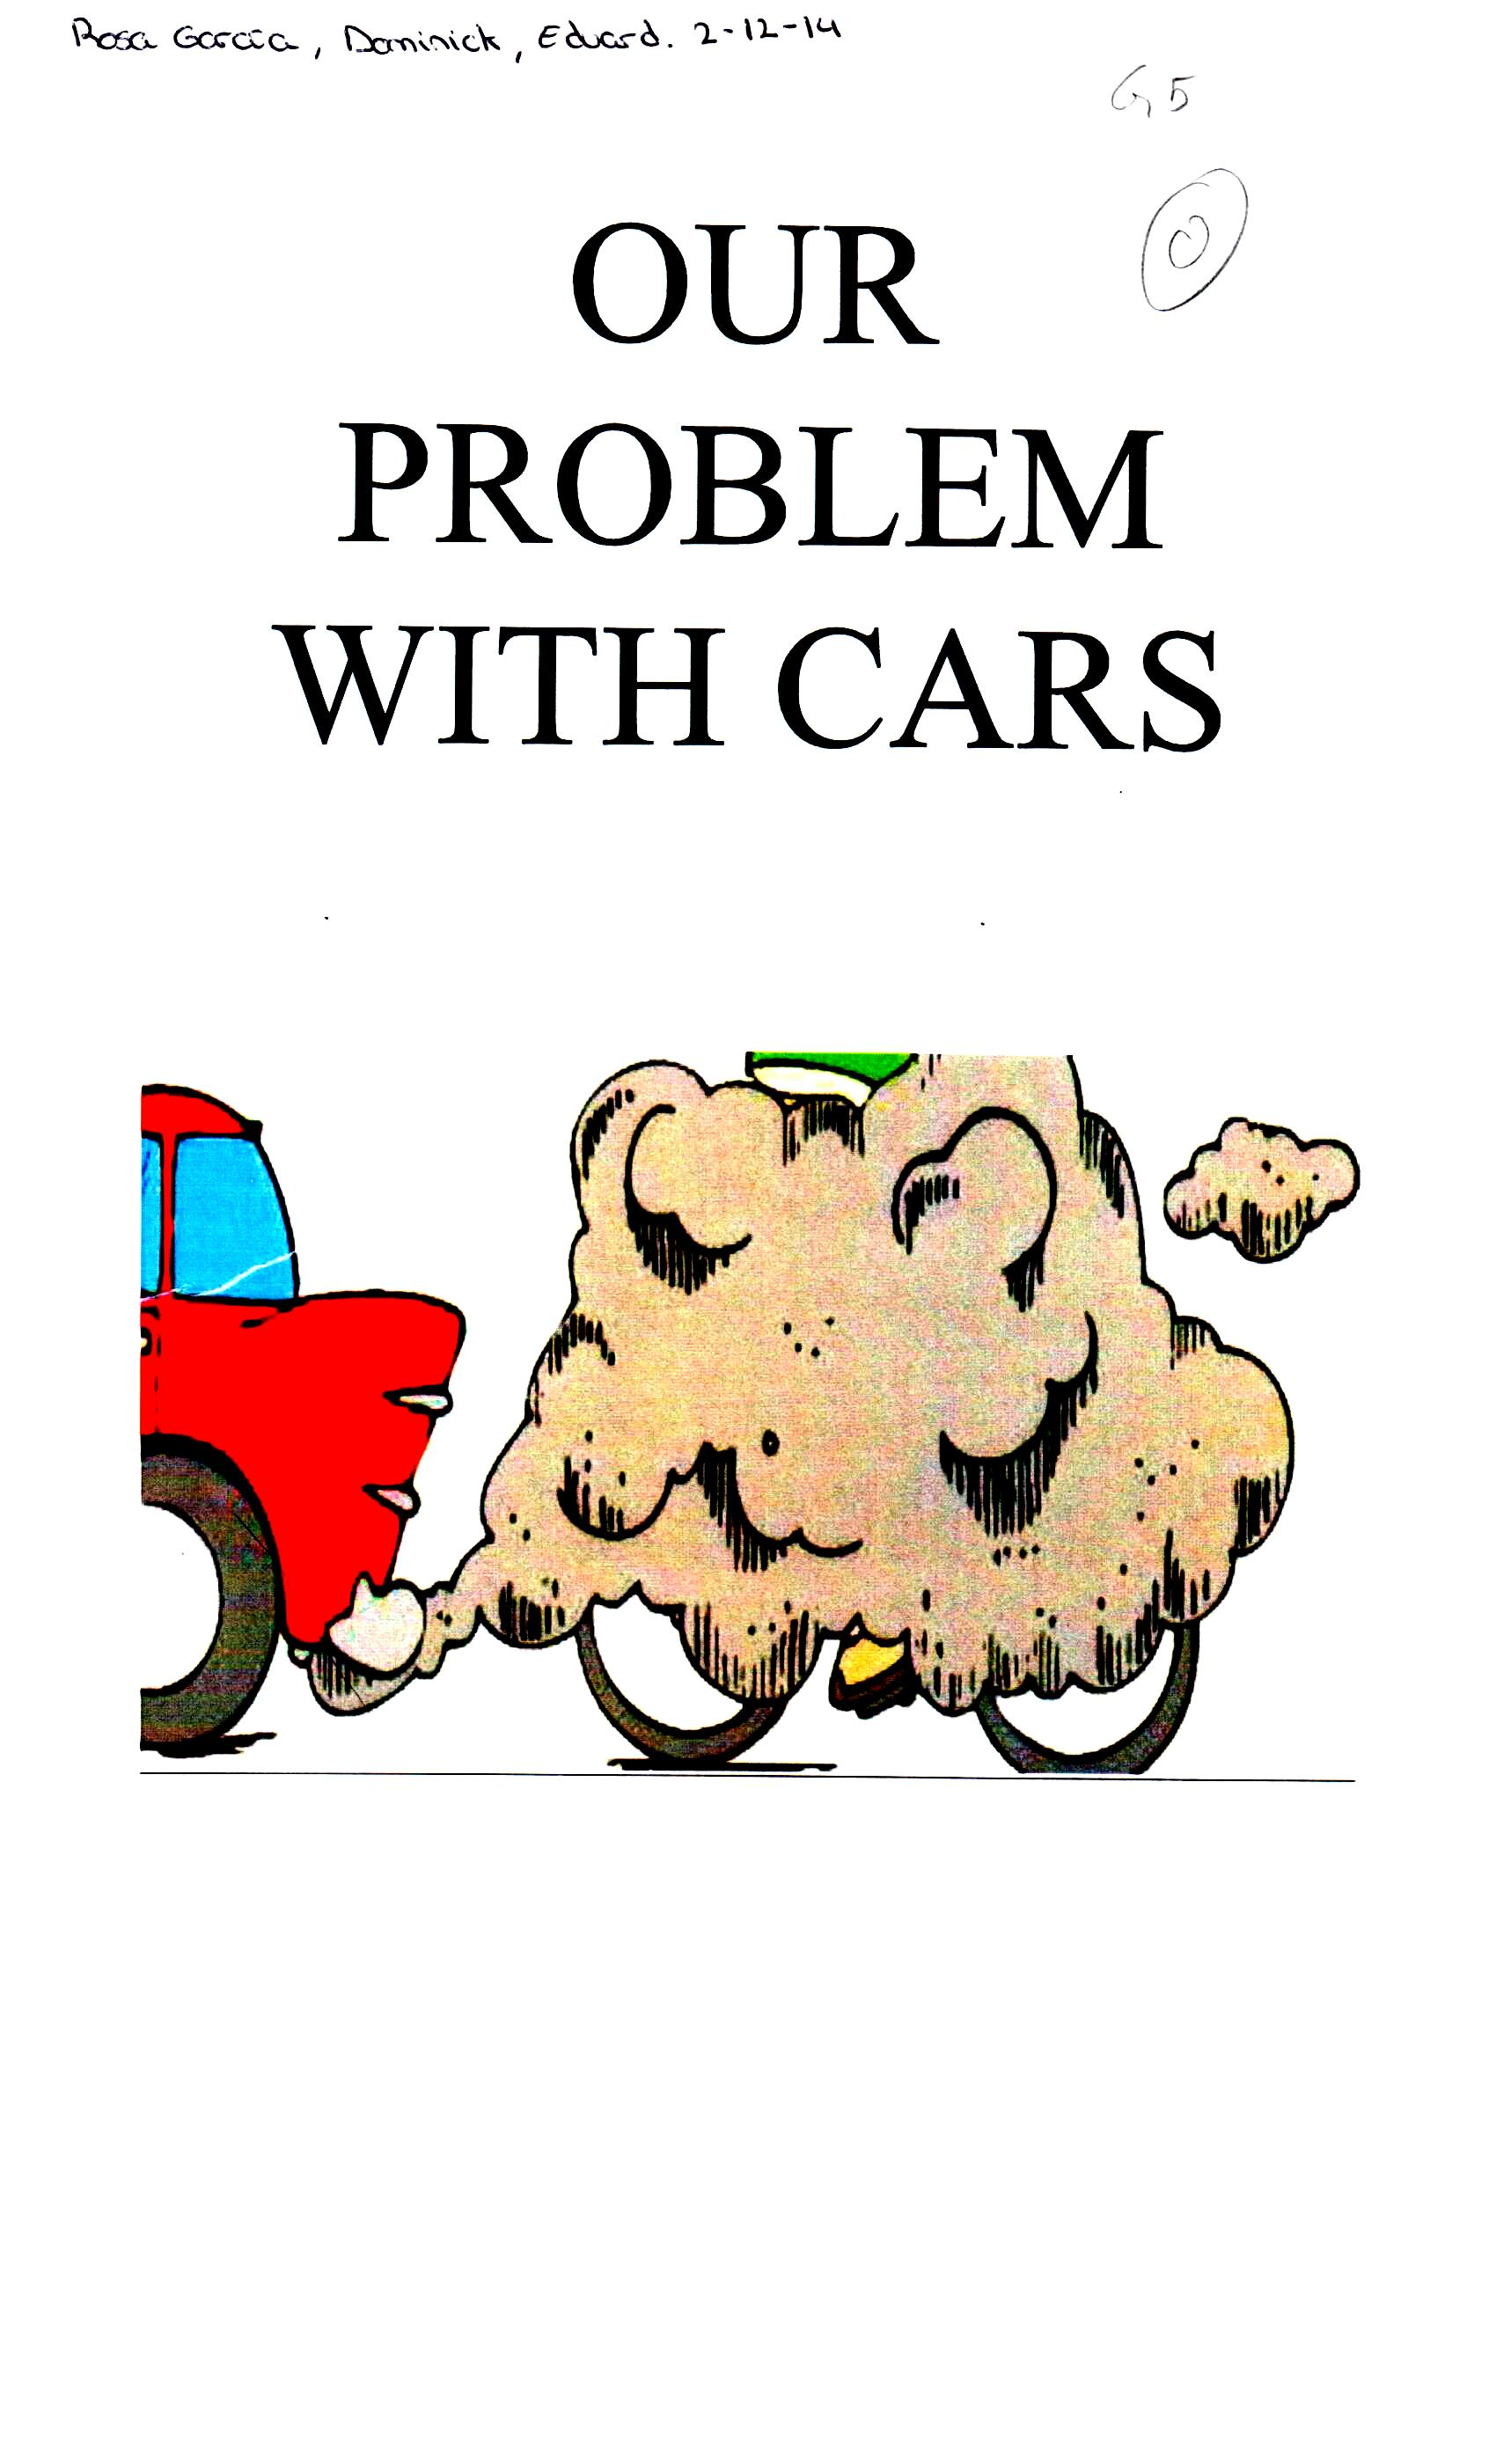 Rosa Garcia, Dominick, Eduard. 2-12-14
G5
OUR
PROBLEM
WITH CARS